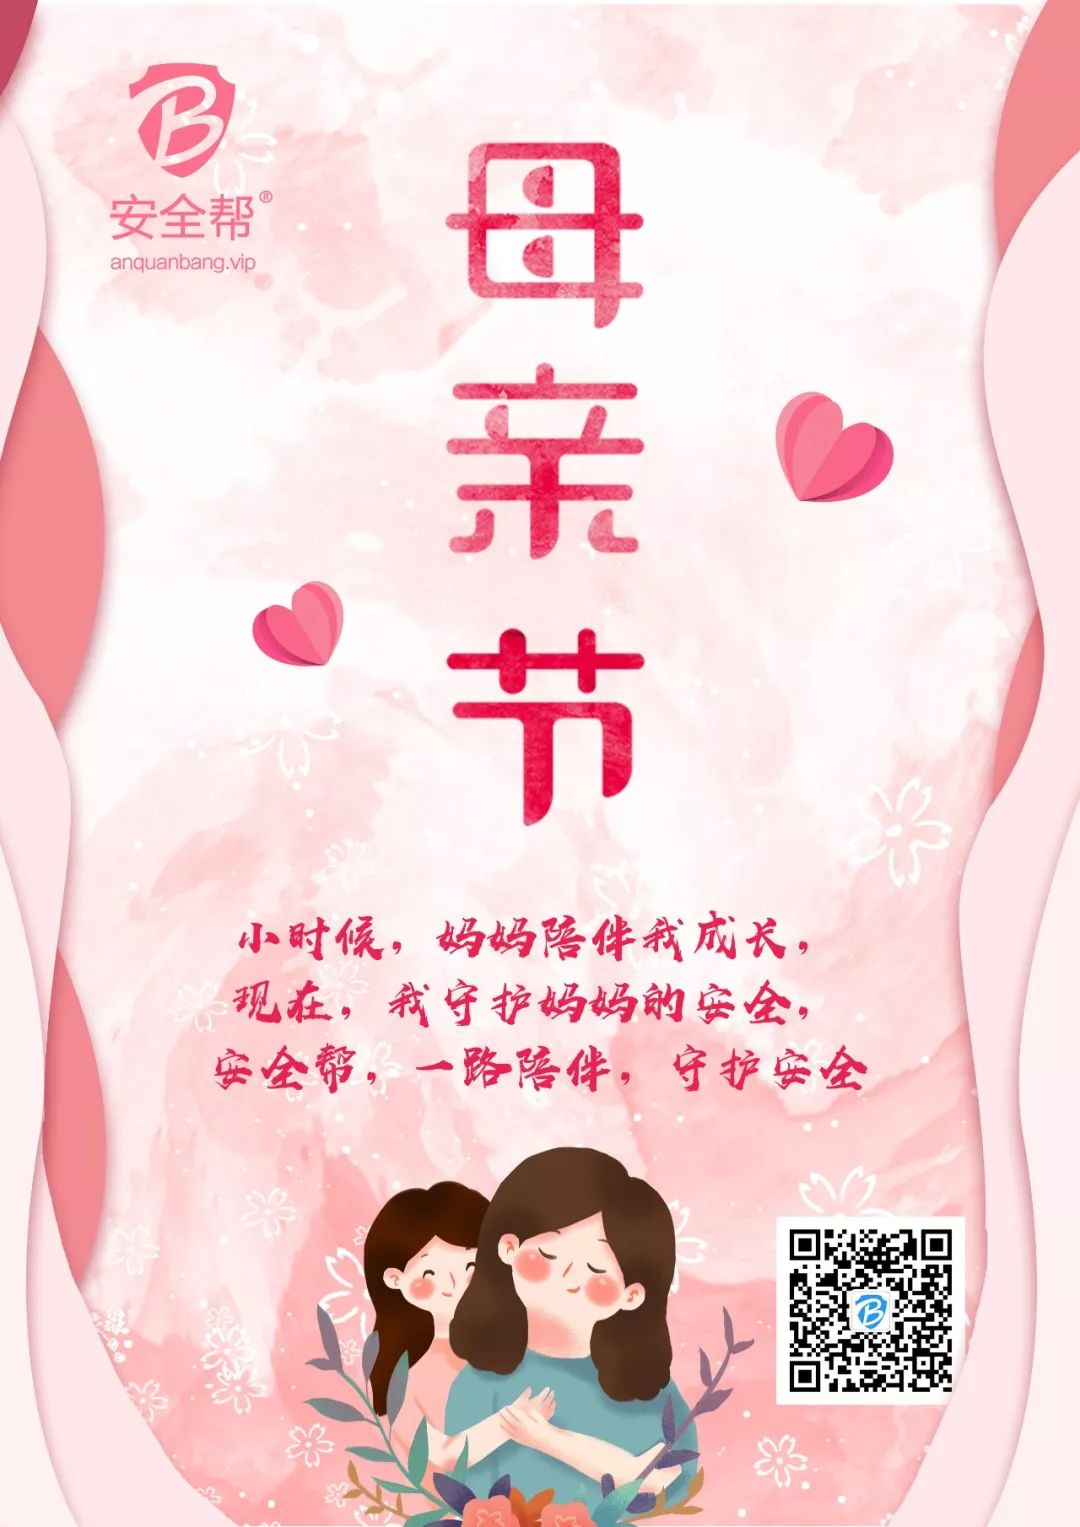 安全帮®
anquanbang.vip
母亲节
小时候，妈妈陪伴我成长，
现在，我守护妈妈的安全，
安全帮，一路陪伴，守护安全